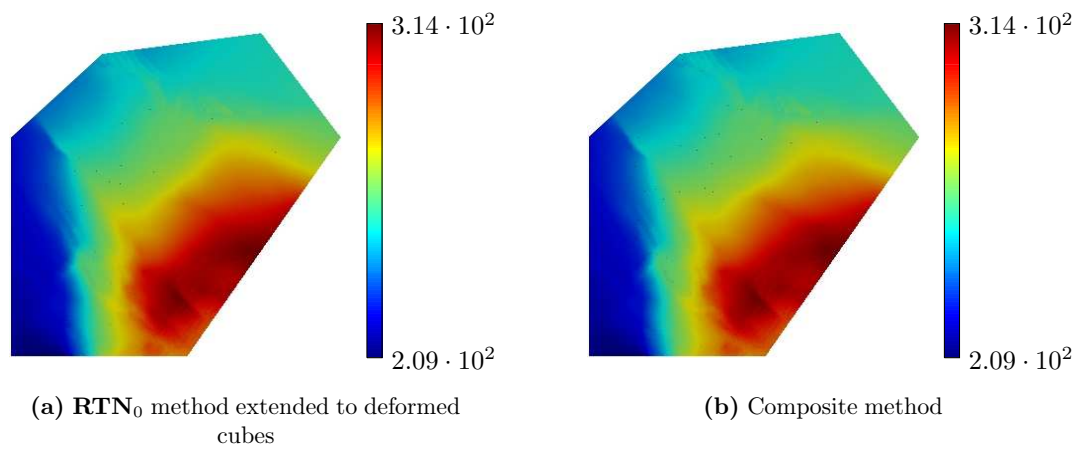 3.14 · 10²
2.09 · 10²
(a) RTN₀ method extended to deformed
cubes
3.14 · 10²
2.09 · 10²
(b) Composite method